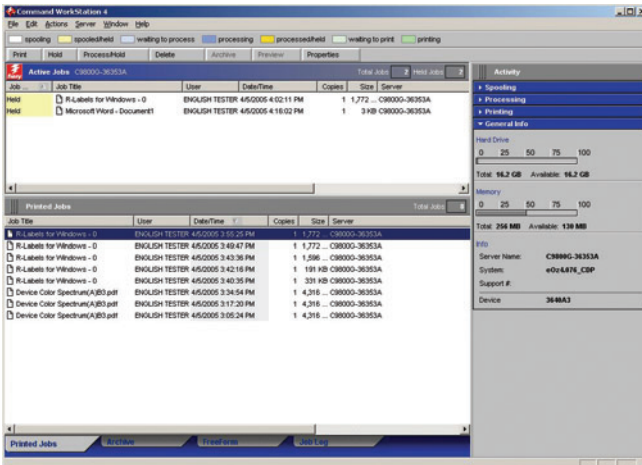 Command WorkStation 4
File Edit Actions Server Window Help
spooling spooled/held waiting to process processing processed/held waiting to print printing
Print Hold Process/Hold Delete Archive Preview Properties
Active Jobs C9800G-36353A Total Jobs 2 Held Jobs 2
Job ... Job Title User Date/Time Copies Size Server
Held R-Labels for Windows - 0 ENGLISH TESTER 4/5/2005 4:02:11 PM 1 1,772 ... C9800G-36353A
Held Microsoft Word - Document1 ENGLISH TESTER 4/5/2005 4:16:02 PM 1 3 KB C9800G-36353A
Printed Jobs Total Jobs 8
Job Title User Date/Time Copies Size Server
R-Labels for Windows - 0 ENGLISH TESTER 4/5/2005 3:55:25 PM 1 1,772 ... C9800G-36353A
R-Labels for Windows - 0 ENGLISH TESTER 4/5/2005 3:49:47 PM 1 1,772 ... C9800G-36353A
R-Labels for Windows - 0 ENGLISH TESTER 4/5/2005 3:43:36 PM 1 1,596 ... C9800G-36353A
R-Labels for Windows - 0 ENGLISH TESTER 4/5/2005 3:42:16 PM 1 191 KB C9800G-36353A
R-Labels for Windows - 0 ENGLISH TESTER 4/5/2005 3:40:35 PM 1 331 KB C9800G-36353A
Device Color Spectrum(A)B3.pdf ENGLISH TESTER 4/5/2005 3:34:54 PM 1 4,316 ... C9800G-36353A
Device Color Spectrum(A)B3.pdf ENGLISH TESTER 4/5/2005 3:17:20 PM 1 4,316 ... C9800G-36353A
Device Color Spectrum(A)B3.pdf ENGLISH TESTER 4/5/2005 3:05:24 PM 1 4,316 ... C9800G-36353A
Printed Jobs Archive FreeForm Job Log
Activity
Spooling
Processing
Printing
General Info
Hard Drive
0 25 50 75 100
Total: 16.2 GB Available: 16.2 GB
Memory
0 25 50 75 100
Total: 256 MB Available: 130 MB
Info
Server Name: C9800G-36353A
System: eOz4.076_CDP
Support #:
Device 3640A3